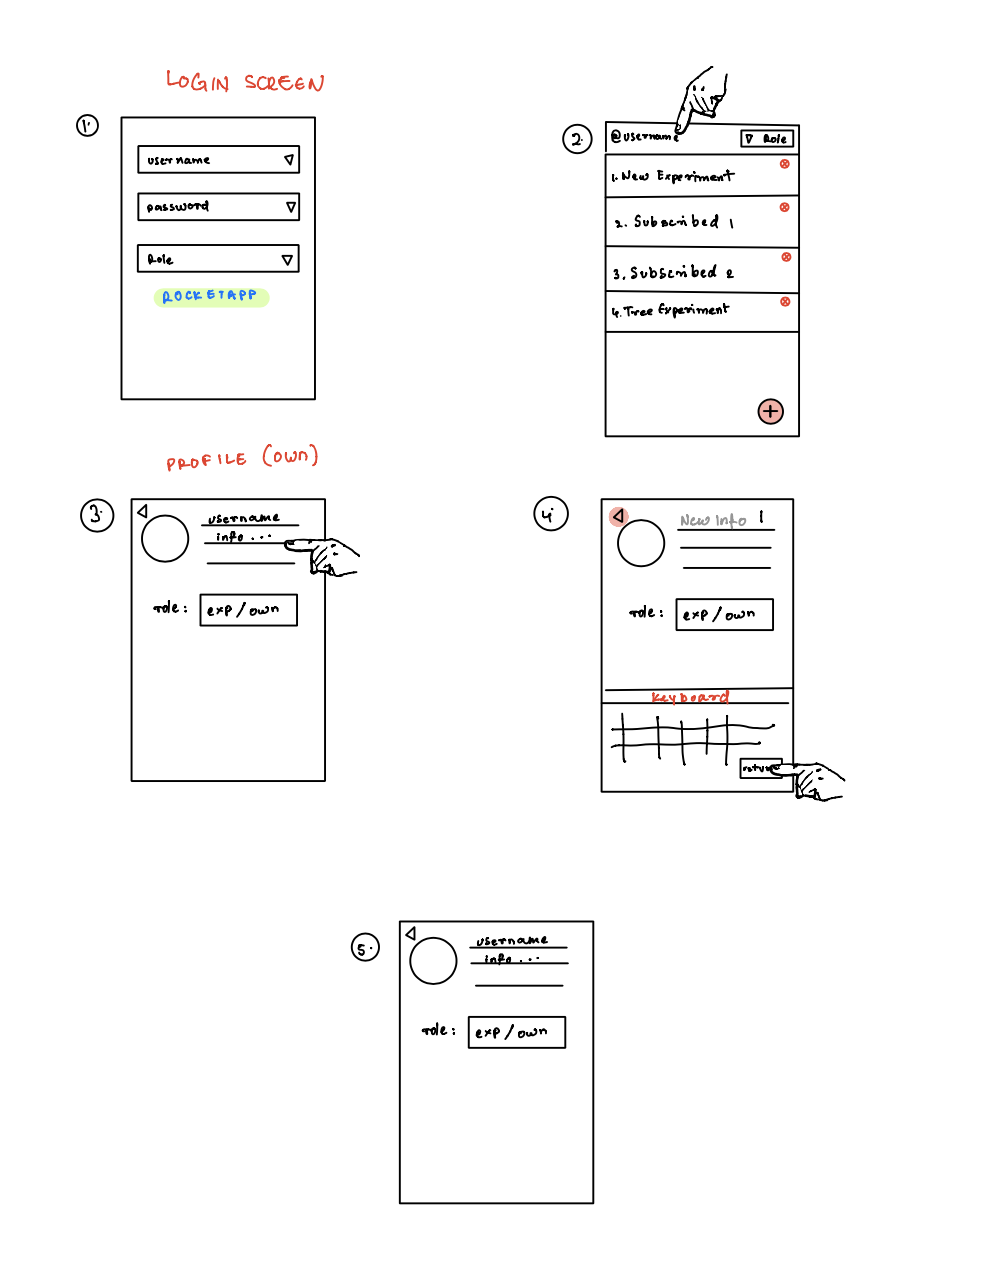 LOGIN SCREEN
1.
username
password
Role
ROCKETAPP
2.
@username
Role
1. New Experiment
2. Subscribed 1
3. Subscribed 2
4. Tree Experiment
+
PROFILE (OWN)
3.
username
info ...
role: exp/own
4.
New Info
role: exp/own
Keyboard
return
5.
username
info ...
role: exp/own